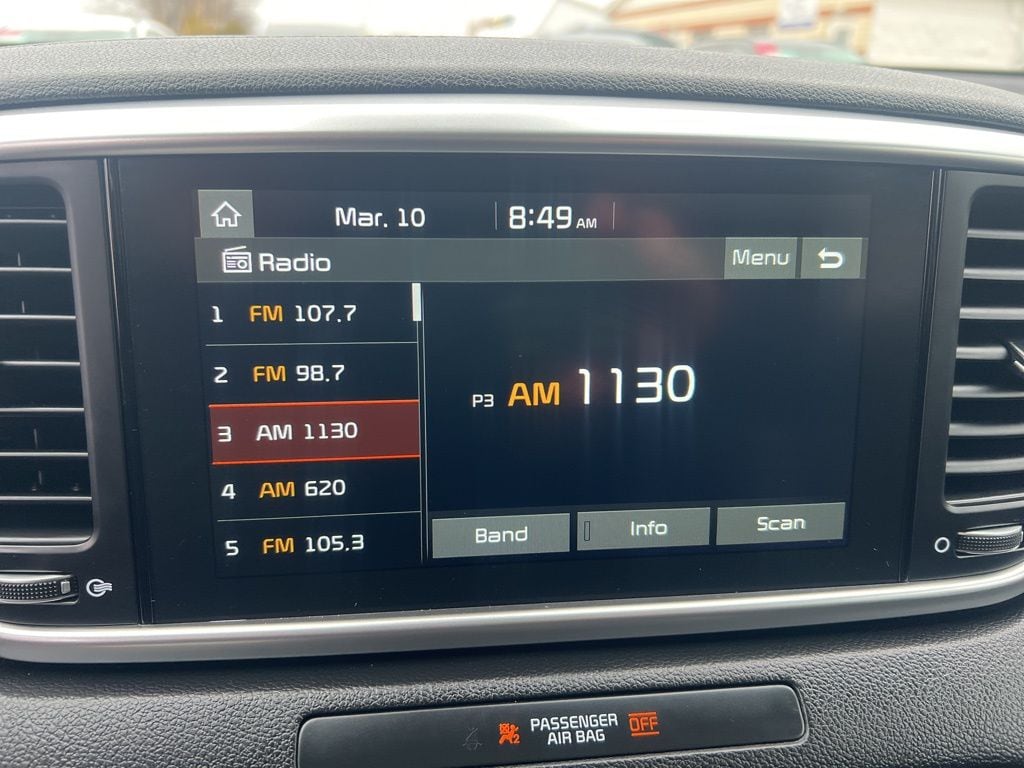 Mar. 10
8:49 AM
Radio
Menu
1 FM 107.7
2 FM 98.7
3 AM 1130
4 AM 620
5 FM 105.3
P3 AM 1130
Band
Info
Scan
PASSENGER
AIR BAG
OFF